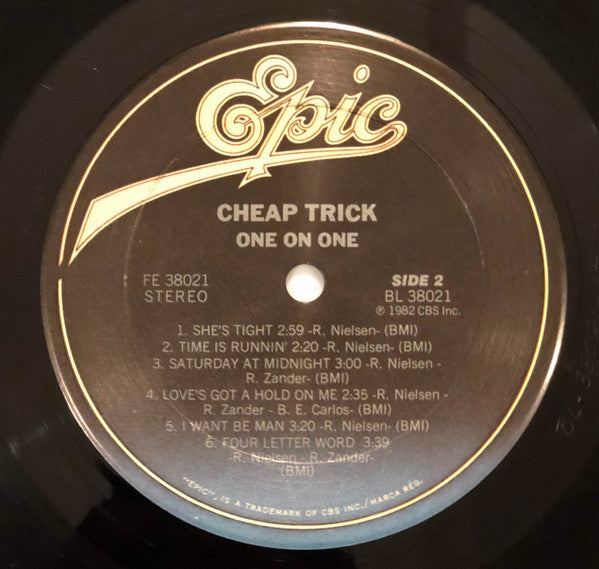 Epic
CHEAP TRICK
ONE ON ONE
FE 38021
STEREO
SIDE 2
BL 38021
℗ 1982 CBS Inc.
1. SHE'S TIGHT 2:59 -R. Nielsen- (BMI)
2. TIME IS RUNNIN' 2:20 -R. Nielsen- (BMI)
3. SATURDAY AT MIDNIGHT 3:00 -R. Nielsen -
R. Zander- (BMI)
4. LOVE'S GOT A HOLD ON ME 2:35 -R. Nielsen -
R. Zander - B. E. Carlos- (BMI)
5. I WANT BE MAN 3:20 -R. Nielsen- (BMI)
6. FOUR LETTER WORD 3:39
-R. Nielsen - R. Zander-
(BMI)
"EPIC", IS A TRADEMARK OF CBS INC./MARCA REG.